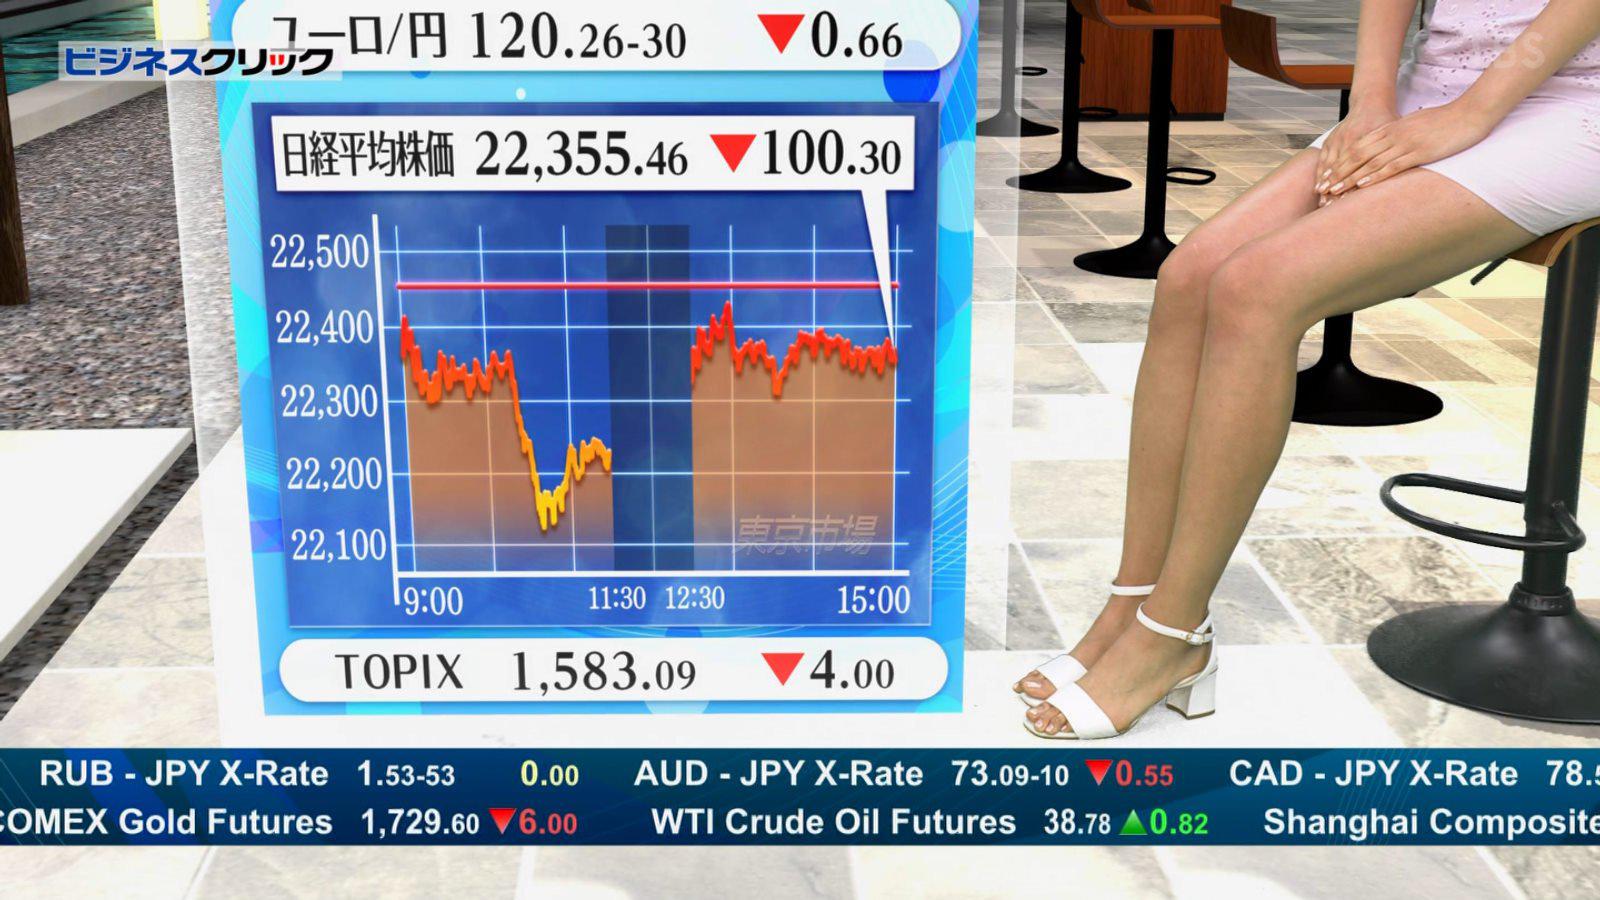 ビジネスクリック
ユーロ/円 120.26-30 ▼0.66
BS
日経平均株価 22,355.46 ▼100.30
22,500
22,400
22,300
22,200
22,100
東京市場
9:00 11:30 12:30 15:00
TOPIX 1,583.09 ▼4.00
RUB - JPY X-Rate 1.53-53 0.00 AUD - JPY X-Rate 73.09-10 ▼0.55 CAD - JPY X-Rate 78.5
COMEX Gold Futures 1,729.60 ▼6.00 WTI Crude Oil Futures 38.78 ▲0.82 Shanghai Composite